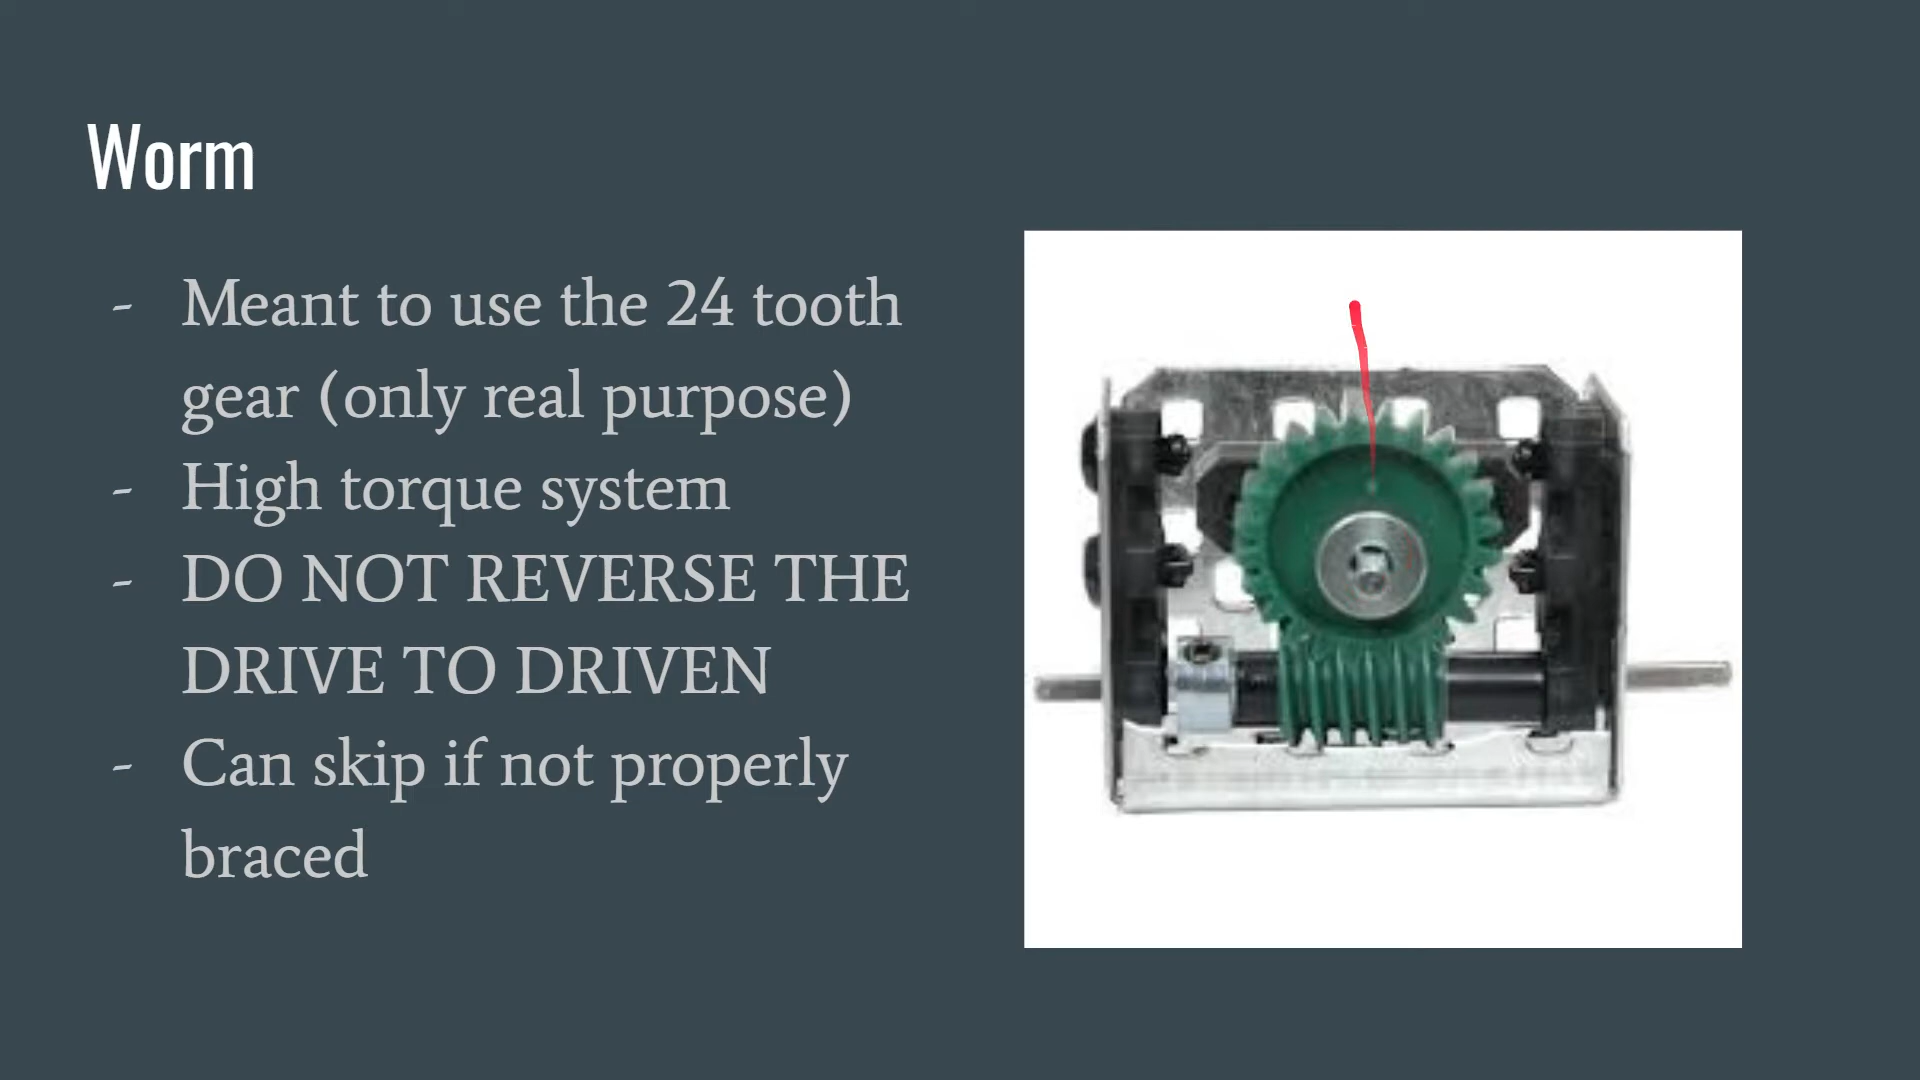 Worm
- Meant to use the 24 tooth
gear (only real purpose)
- High torque system
- DO NOT REVERSE THE
DRIVE TO DRIVEN
- Can skip if not properly
braced